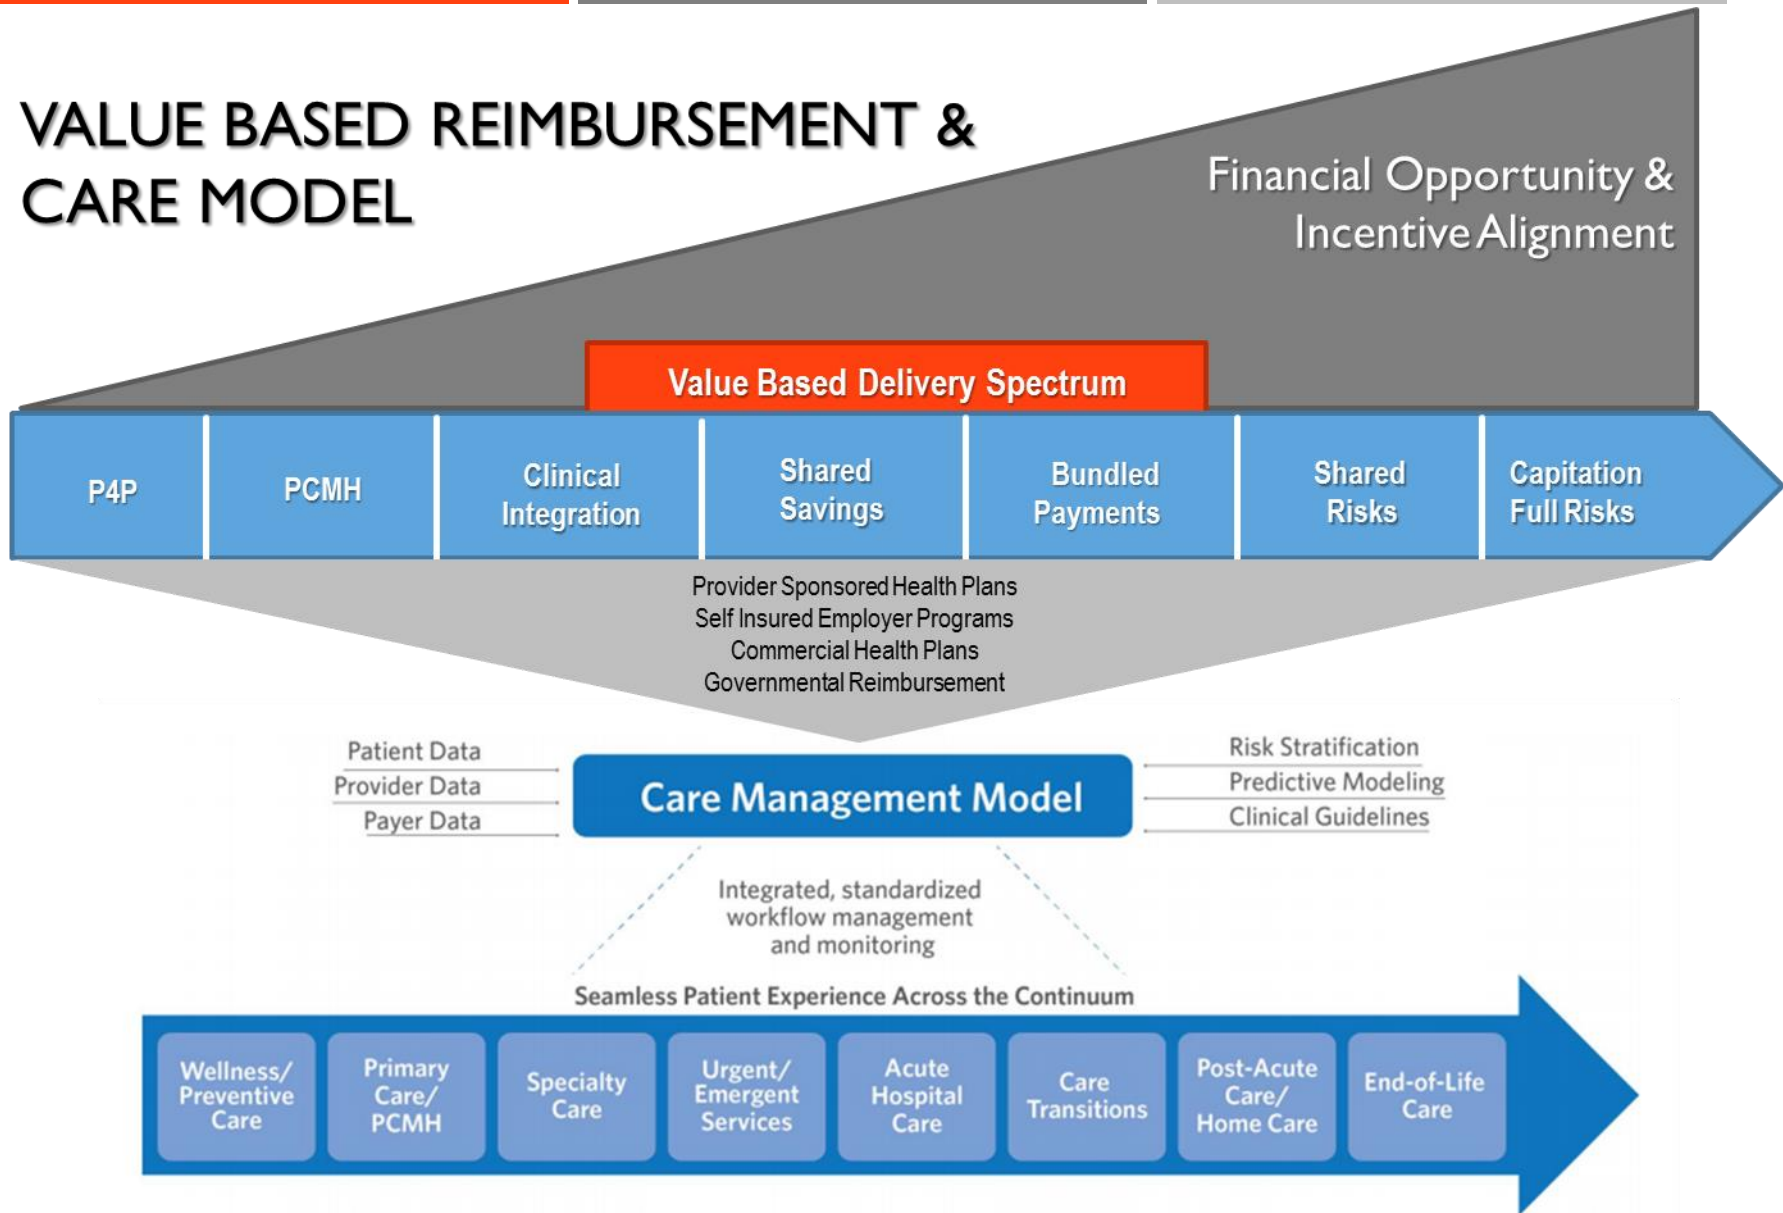 VALUE BASED REIMBURSEMENT &
CARE MODEL
Financial Opportunity &
Incentive Alignment
Value Based Delivery Spectrum
P4P
PCMH
Clinical
Integration
Shared
Savings
Bundled
Payments
Shared
Risks
Capitation
Full Risks
Provider Sponsored Health Plans
Self Insured Employer Programs
Commercial Health Plans
Governmental Reimbursement
Patient Data
Provider Data
Payer Data
Care Management Model
Risk Stratification
Predictive Modeling
Clinical Guidelines
Integrated, standardized
workflow management
and monitoring
Seamless Patient Experience Across the Continuum
Wellness/
Preventive
Care
Primary
Care/
PCMH
Specialty
Care
Urgent/
Emergent
Services
Acute
Hospital
Care
Care
Transitions
Post-Acute
Care/
Home Care
End-of-Life
Care